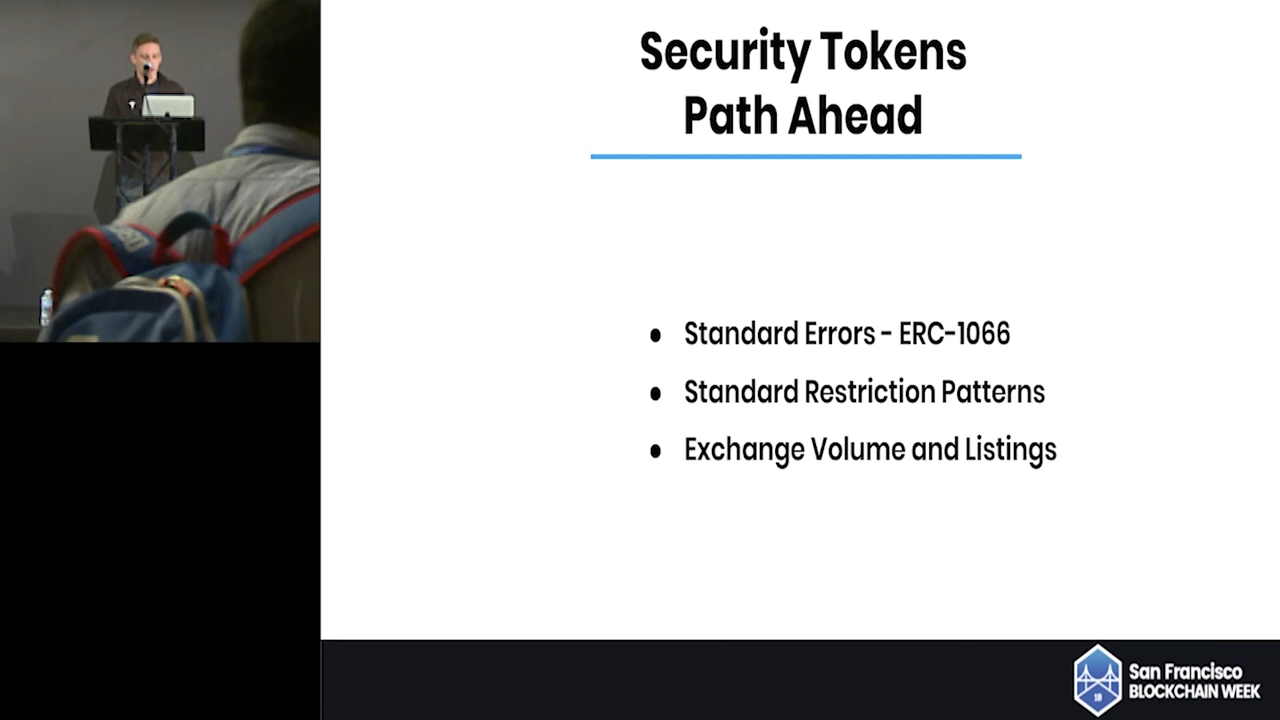 Security Tokens
Path Ahead
• Standard Errors - ERC-1066
• Standard Restriction Patterns
• Exchange Volume and Listings
18
San Francisco
BLOCKCHAIN WEEK